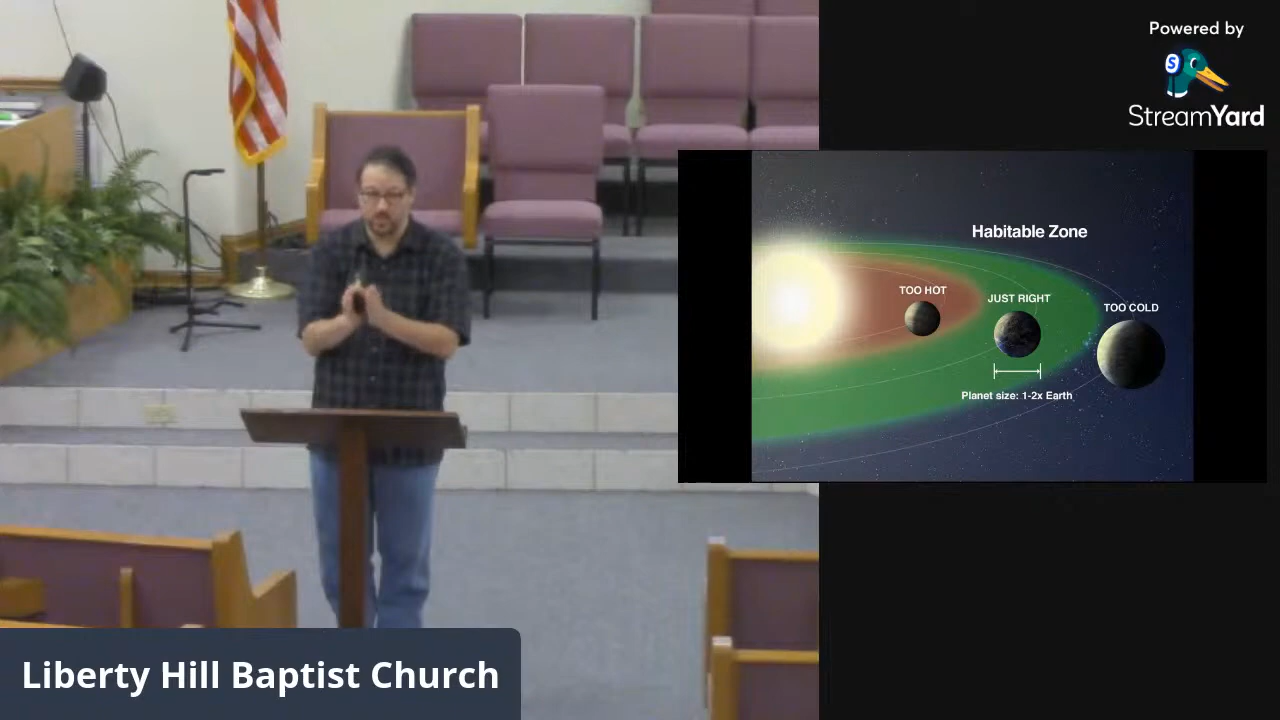 Powered by
S
StreamYard
Habitable Zone
TOO HOT
JUST RIGHT
TOO COLD
Planet size: 1-2x Earth
Liberty Hill Baptist Church